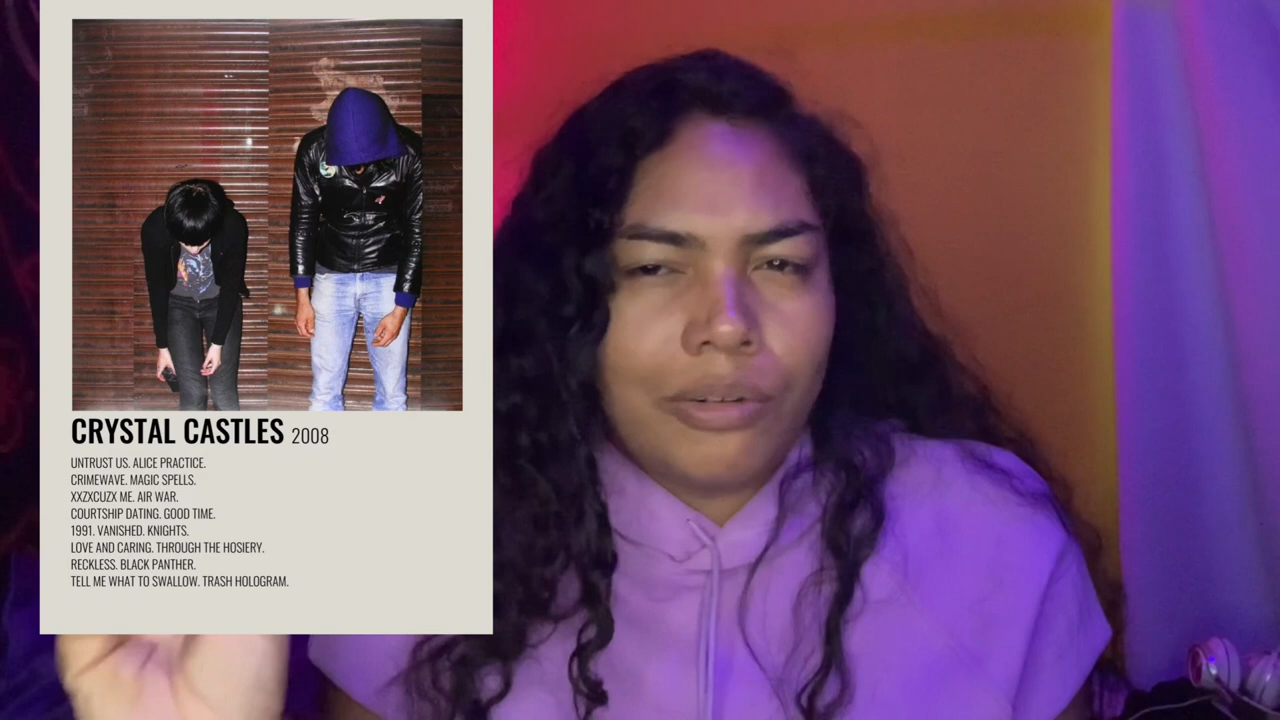 CRYSTAL CASTLES 2008
UNTRUST US. ALICE PRACTICE.
CRIMEWAVE. MAGIC SPELLS.
XXZXCUZX ME. AIR WAR.
COURTSHIP DATING. GOOD TIME.
1991. VANISHED. KNIGHTS.
LOVE AND CARING. THROUGH THE HOSIERY.
RECKLESS. BLACK PANTHER.
TELL ME WHAT TO SWALLOW. TRASH HOLOGRAM.